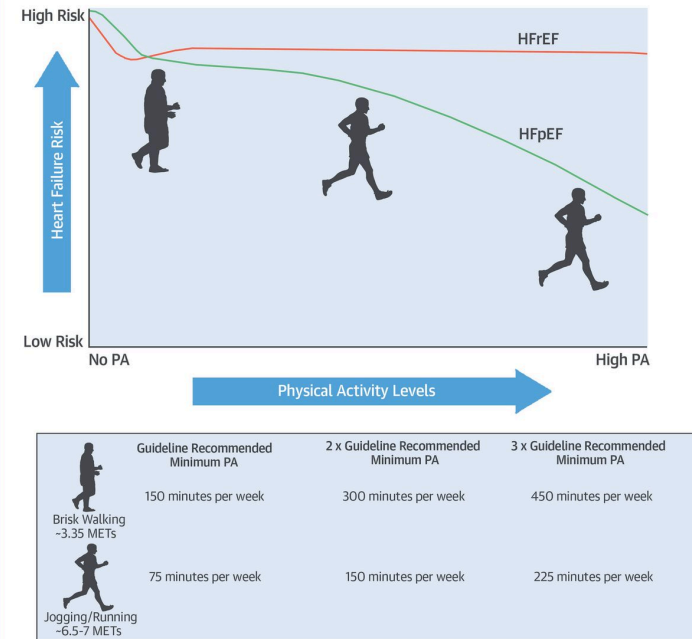 High Risk
HFrEF
HFpEF
Heart Failure Risk
Low Risk
No PA
High PA
Physical Activity Levels
Guideline Recommended
Minimum PA
2 x Guideline Recommended
Minimum PA
3 x Guideline Recommended
Minimum PA
150 minutes per week
300 minutes per week
450 minutes per week
Brisk Walking
~3.35 METs
75 minutes per week
150 minutes per week
225 minutes per week
Jogging/Running
~6.5-7 METs